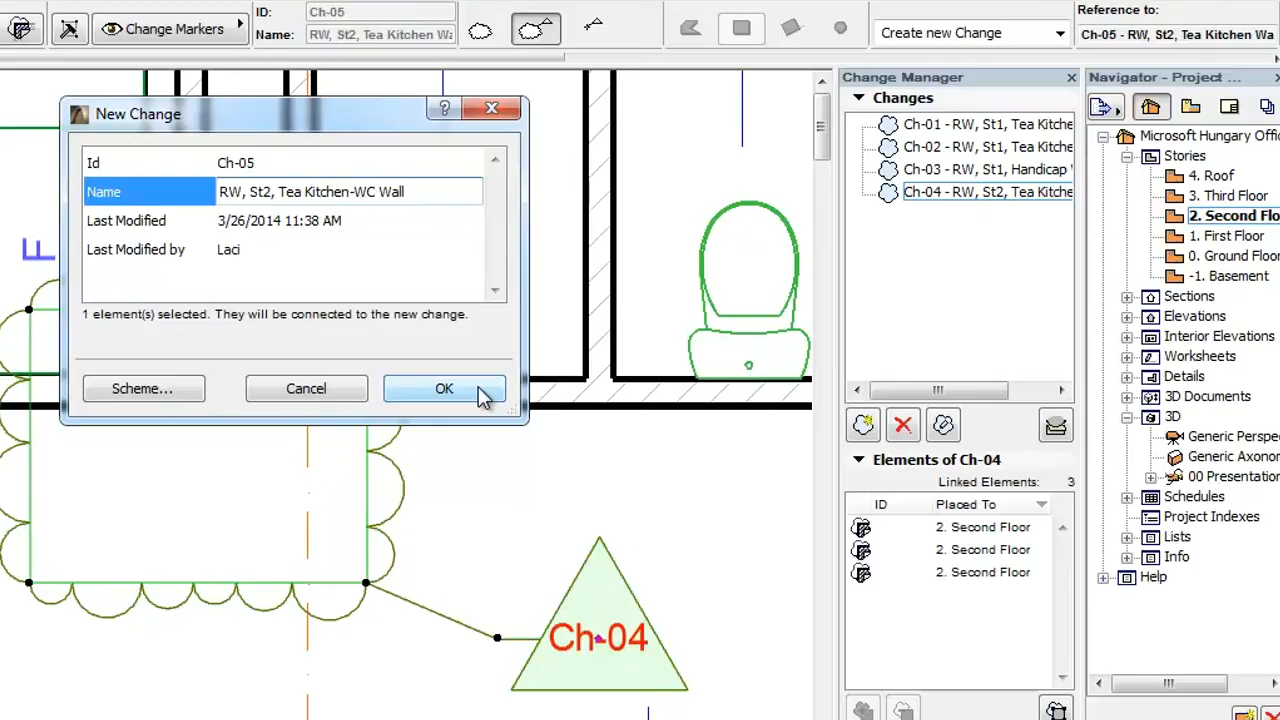 Change Markers
ID:
Ch-05
Name:
RW, St2, Tea Kitchen Wa
Create new Change
Reference to:
Ch-05 - RW, St2, Tea Kitchen Wa
New Change
?
Id
Ch-05
Name
RW, St2, Tea Kitchen-WC Wall
Last Modified
3/26/2014 11:38 AM
Last Modified by
Laci
1 element(s) selected. They will be connected to the new change.
Scheme...
Cancel
OK
F
Ch-04
Change Manager
Changes
Ch-01 - RW, St1, Tea Kitche
Ch-02 - RW, St1, Tea Kitche
Ch-03 - RW, St1, Handicap
Ch-04 - RW, St2, Tea Kitche
Elements of Ch-04
Linked Elements: 3
ID Placed To
2. Second Floor
2. Second Floor
2. Second Floor
Navigator - Project ...
Microsoft Hungary Offi
Stories
4. Roof
3. Third Floor
2. Second Flo
1. First Floor
0. Ground Floor
-1. Basement
Sections
Elevations
Interior Elevations
Worksheets
Details
3D Documents
3D
Generic Perspe
Generic Axono
00 Presentation
Schedules
Project Indexes
Lists
Info
Help